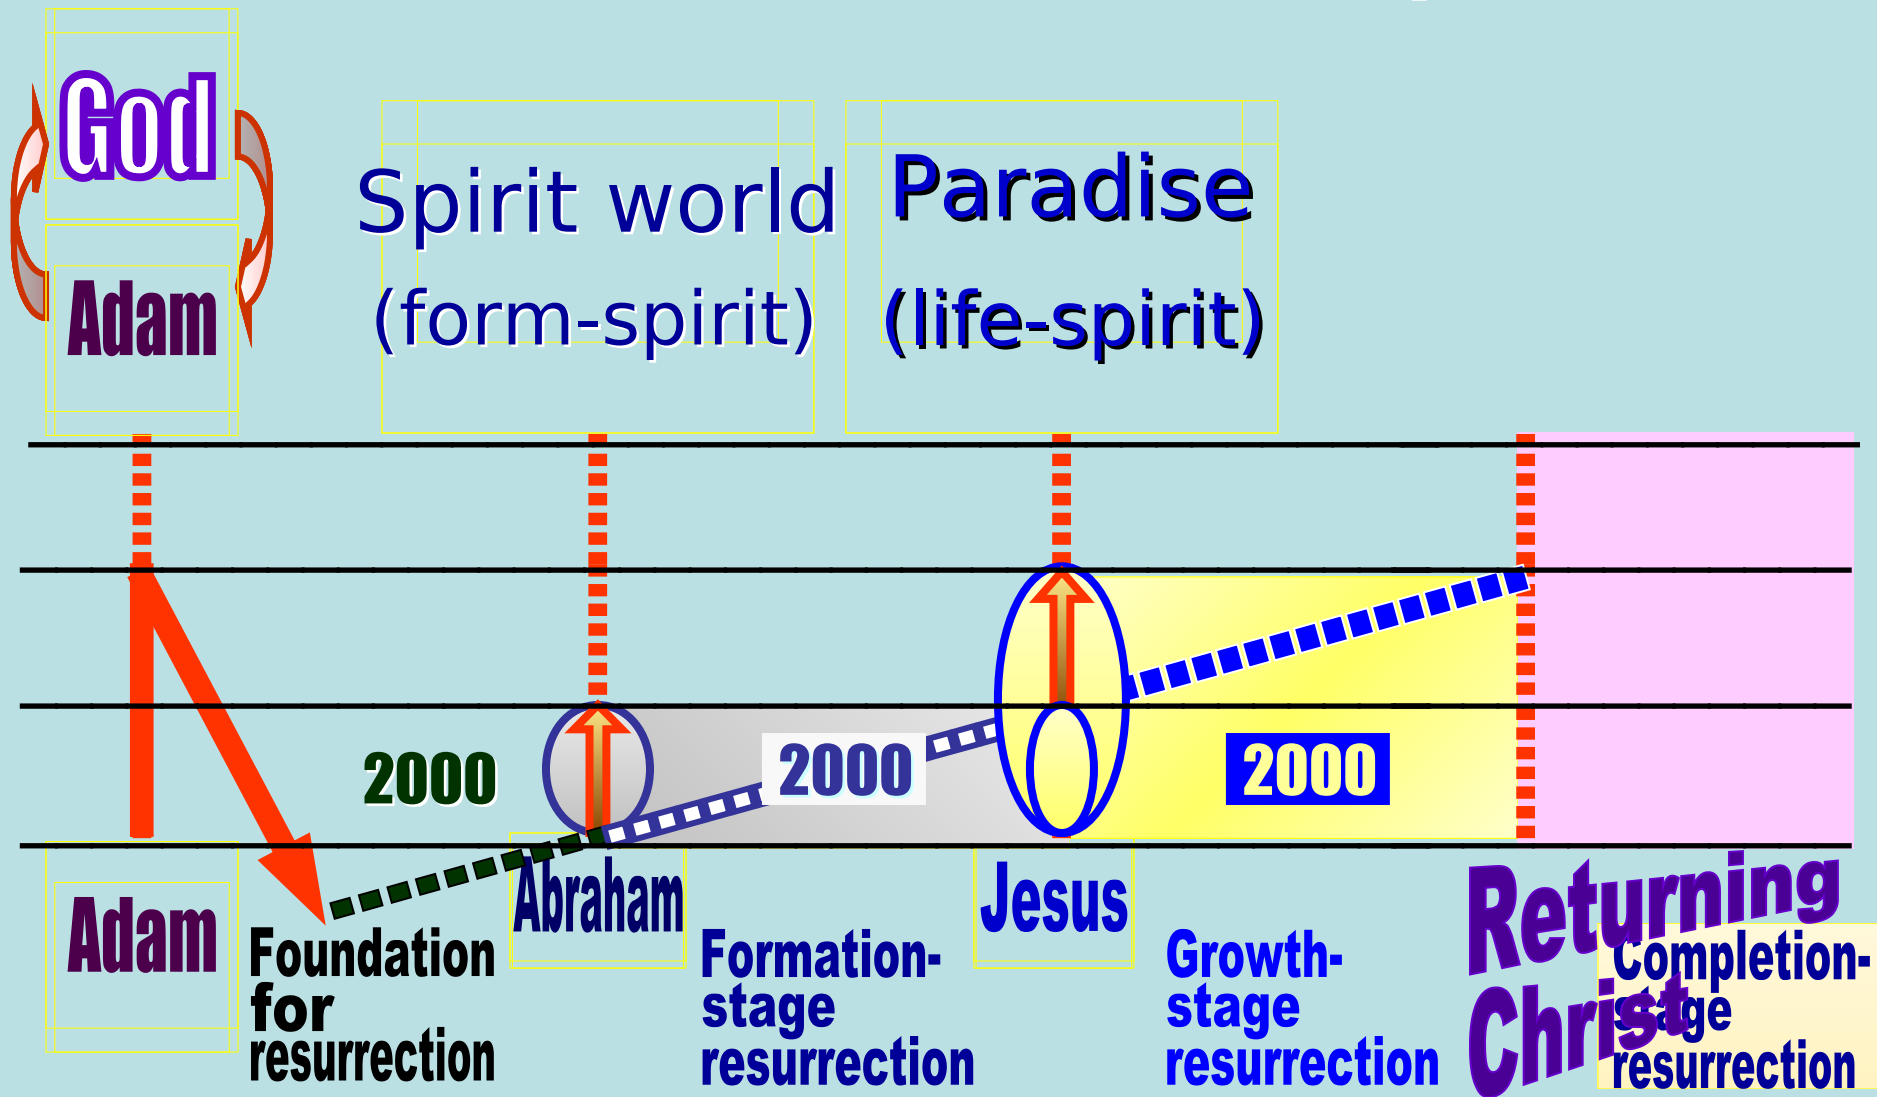 God
Adam
Spirit world
(form-spirit)
Paradise
(life-spirit)
2000
2000
2000
Adam
Foundation
for
resurrection
Abraham
Formation-
stage
resurrection
Jesus
Growth-
stage
resurrection
Returning
Christ
Completion-
stage
resurrection